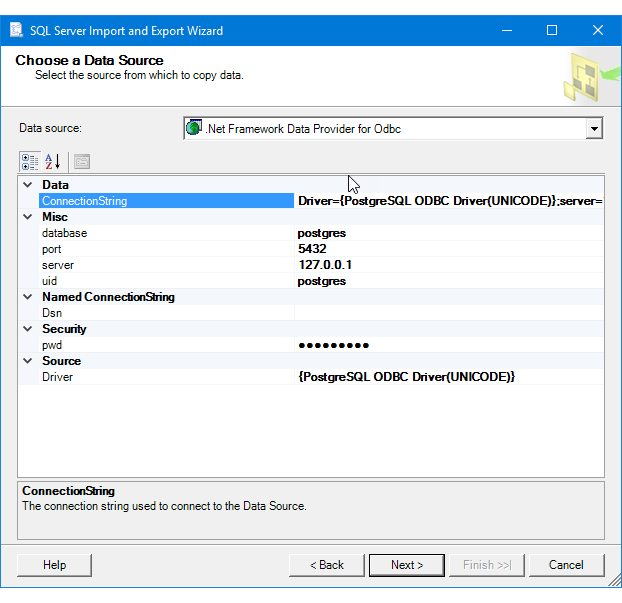 SQL Server Import and Export Wizard
Choose a Data Source
Select the source from which to copy data.
Data source:
.Net Framework Data Provider for Odbc
Data
ConnectionString Driver={PostgreSQL ODBC Driver(UNICODE)};server=
Misc
database postgres
port 5432
server 127.0.0.1
uid postgres
Named ConnectionString
Dsn
Security
pwd ●●●●●●●●●
Source
Driver {PostgreSQL ODBC Driver(UNICODE)}
ConnectionString
The connection string used to connect to the Data Source.
Help < Back Next > Finish >>| Cancel